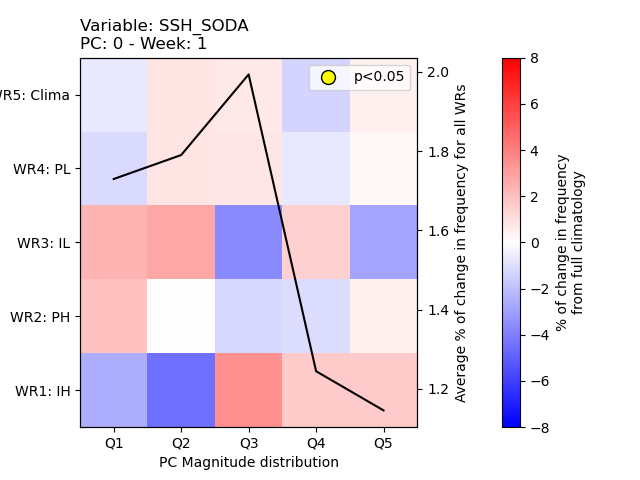 Variable: SSH_SODA
PC: 0 - Week: 1
p<0.05
WR5: Clima
WR4: PL
WR3: IL
WR2: PH
WR1: IH
Q1 Q2 Q3 Q4 Q5
PC Magnitude distribution
2.0
1.8
1.6
1.4
1.2
Average % of change in frequency for all WRs
8
6
4
2
0
−2
−4
−6
−8
% of change in frequency
from full climatology